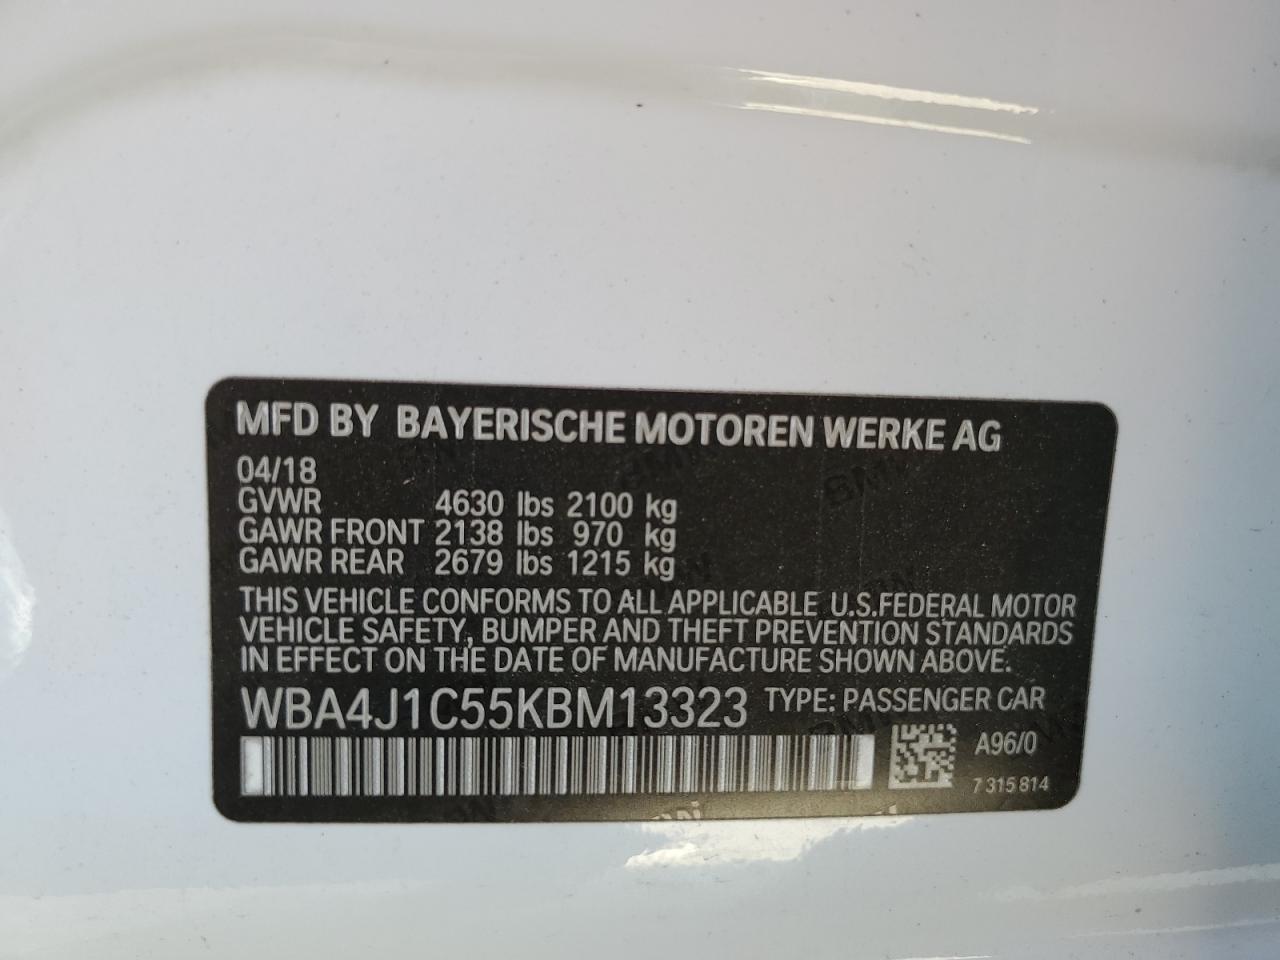 MFD BY BAYERISCHE MOTOREN WERKE AG
04/18
GVWR 4630 lbs 2100 kg
GAWR FRONT 2138 lbs 970 kg
GAWR REAR 2679 lbs 1215 kg
THIS VEHICLE CONFORMS TO ALL APPLICABLE U.S.FEDERAL MOTOR
VEHICLE SAFETY, BUMPER AND THEFT PREVENTION STANDARDS
IN EFFECT ON THE DATE OF MANUFACTURE SHOWN ABOVE.
WBA4J1C55KBM13323 TYPE: PASSENGER CAR
A96/0
7 315 814